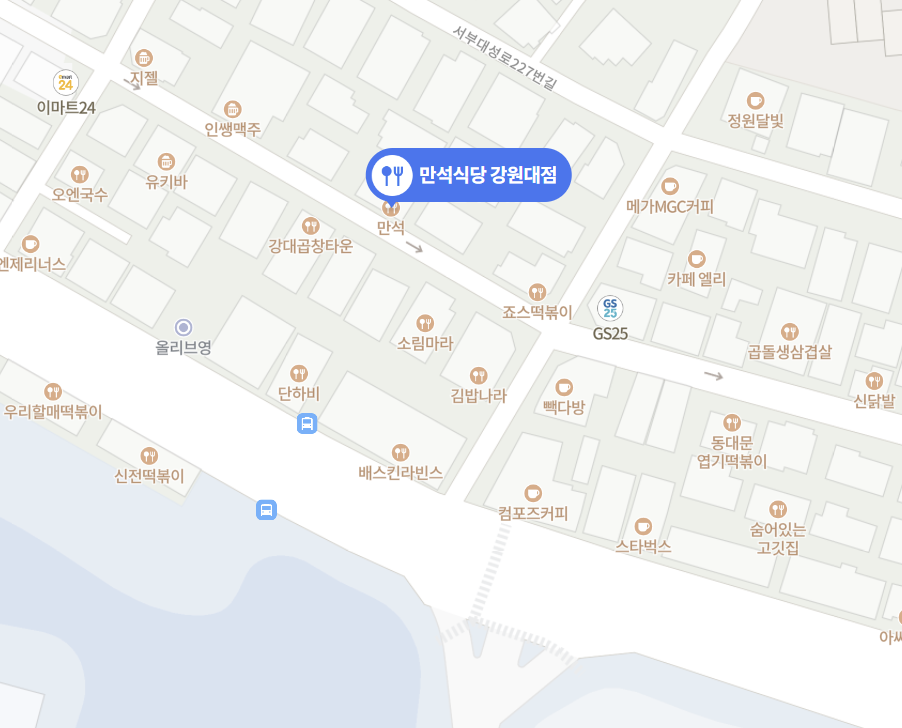 서부대성로227번길
지젤
emart
24
이마트24
인쌩맥주
정원달빛
유키바
오엔국수
만석식당 강원대점
메가MGC커피
만석
강대곱창타운
엔제리너스
카페 엘리
죠스떡볶이
GS
25
GS25
올리브영
소림마라
곱돌생삼겹살
단하비
김밥나라
빽다방
신닭발
우리할매떡볶이
동대문
엽기떡볶이
신전떡볶이
배스킨라빈스
컴포즈커피
숨어있는
고깃집
스타벅스